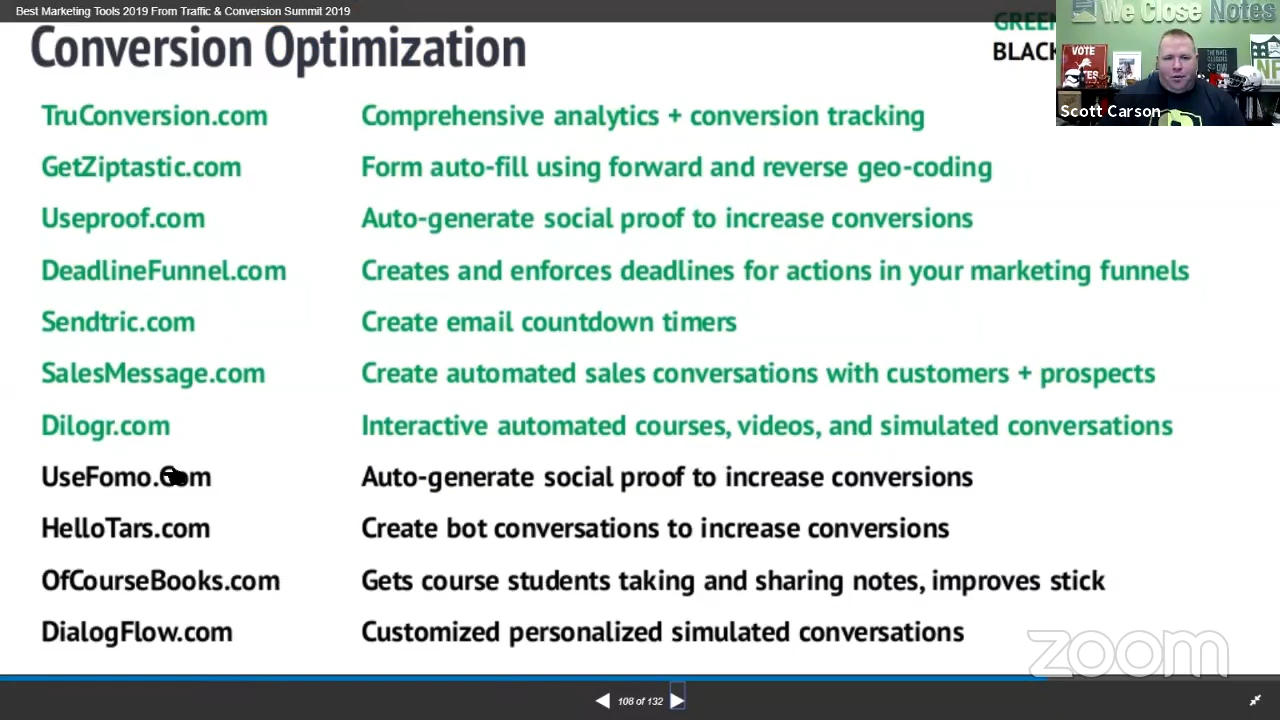 Best Marketing Tools 2019 From Traffic & Conversion Summit 2019
Conversion Optimization
GREEN
BLACK
We Close Notes
VOTE
Scott Carson
TruConversion.com Comprehensive analytics + conversion tracking
GetZiptastic.com Form auto-fill using forward and reverse geo-coding
Useproof.com Auto-generate social proof to increase conversions
DeadlineFunnel.com Creates and enforces deadlines for actions in your marketing funnels
Sendtric.com Create email countdown timers
SalesMessage.com Create automated sales conversations with customers + prospects
Dilogr.com Interactive automated courses, videos, and simulated conversations
UseFomo.Com Auto-generate social proof to increase conversions
HelloTars.com Create bot conversations to increase conversions
OfCourseBooks.com Gets course students taking and sharing notes, improves stick
DialogFlow.com Customized personalized simulated conversations
zoom
108 of 132